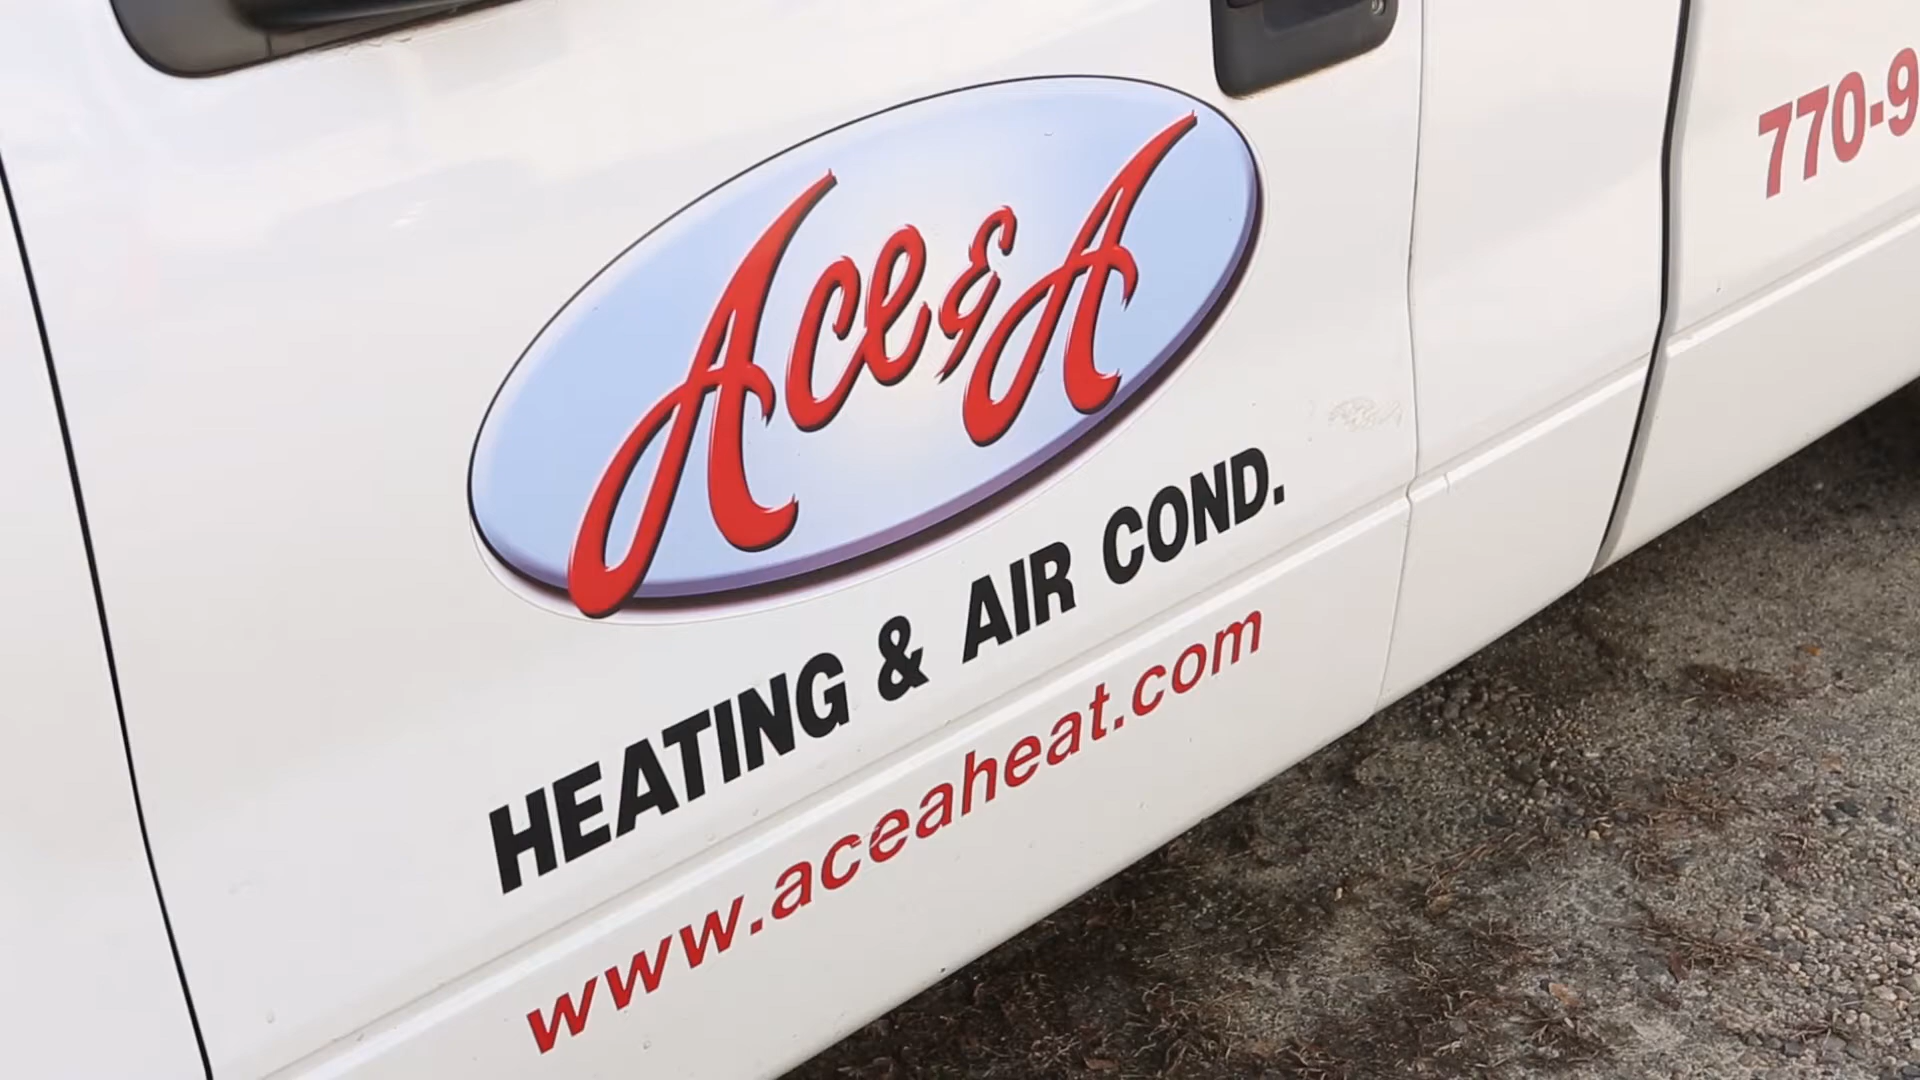 Ace & A
HEATING & AIR COND.
www.aceaheat.com
770-9